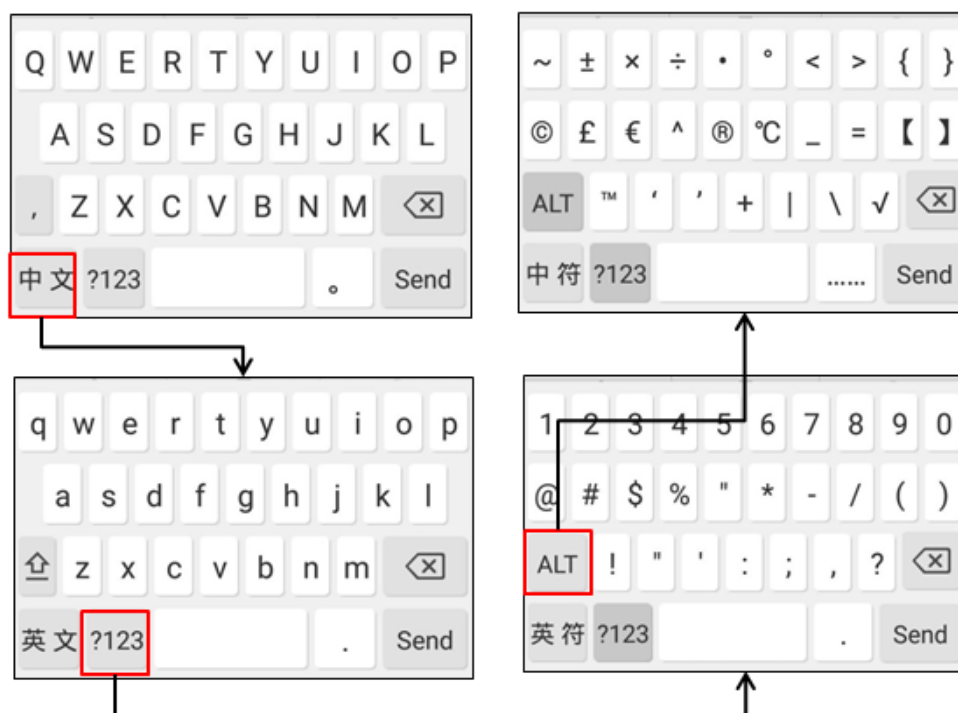 Q W E R T Y U I O P
A S D F G H J K L
, Z X C V B N M
中文 ?123 。 Send
~ ± × ÷ • ° < > { }
© £ € ^ ® ℃ _ = 【 】
ALT ™ ‘ ’ + | \ √
中符 ?123 …… Send
q w e r t y u i o p
a s d f g h j k l
z x c v b n m
英文 ?123 . Send
1 2 3 4 5 6 7 8 9 0
@ # $ % " * - / ( )
ALT ! " ' : ; , ?
英符 ?123 . Send